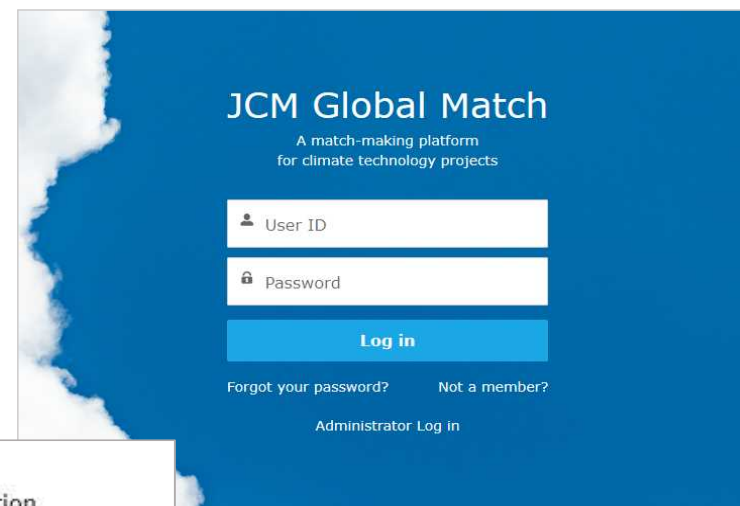 JCM Global Match
A match-making platform
for climate technology projects
User ID
Password
Log in
Forgot your password? Not a member?
Administrator Log in